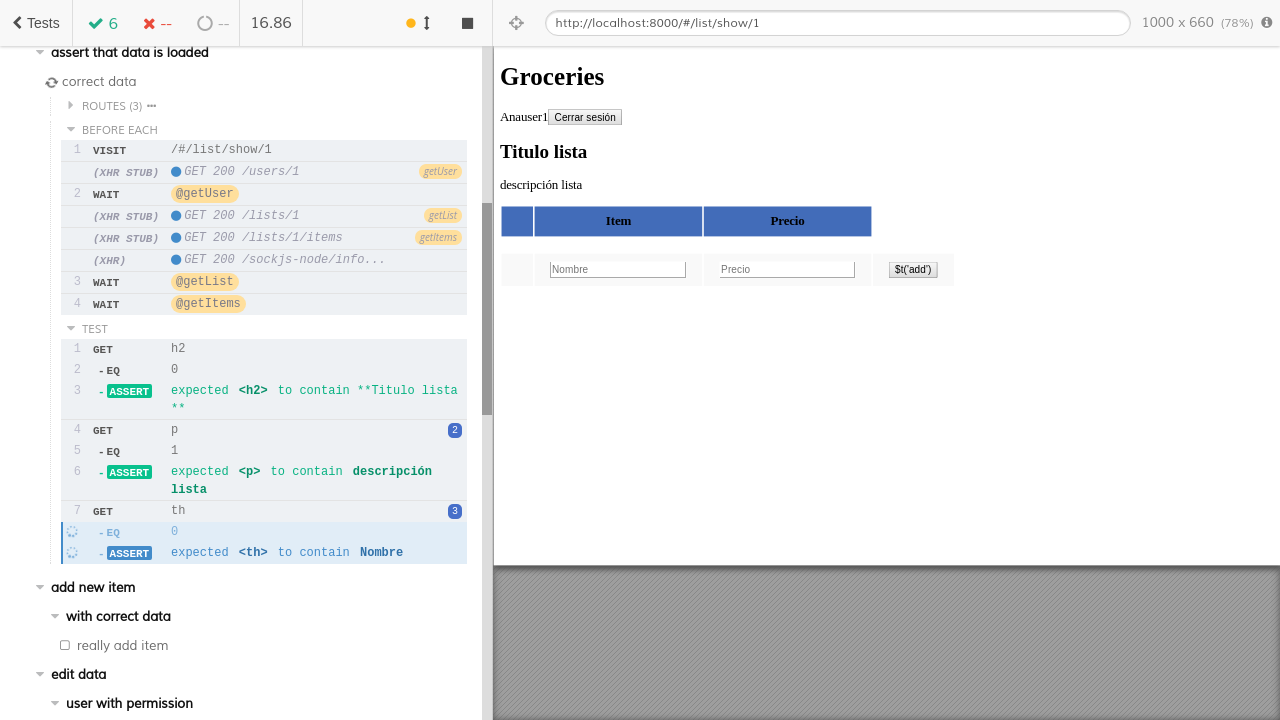 Tests
6
--
--
16.86
http://localhost:8000/#/list/show/1
1000 x 660 (78%)
assert that data is loaded
correct data
ROUTES (3)
BEFORE EACH
1 VISIT /#/list/show/1
(XHR STUB) GET 200 /users/1 getUser
2 WAIT @getUser
(XHR STUB) GET 200 /lists/1 getList
(XHR STUB) GET 200 /lists/1/items getItems
(XHR) GET 200 /sockjs-node/info...
3 WAIT @getList
4 WAIT @getItems
TEST
1 GET h2
2 - EQ 0
3 - ASSERT expected <h2> to contain **Titulo lista
**
4 GET p 2
5 - EQ 1
6 - ASSERT expected <p> to contain descripción
lista
7 GET th 3
- EQ 0
- ASSERT expected <th> to contain Nombre
add new item
with correct data
really add item
edit data
user with permission
Groceries
Anauser1 Cerrar sesión
Titulo lista
descripción lista
Item Precio
Nombre Precio $t('add')